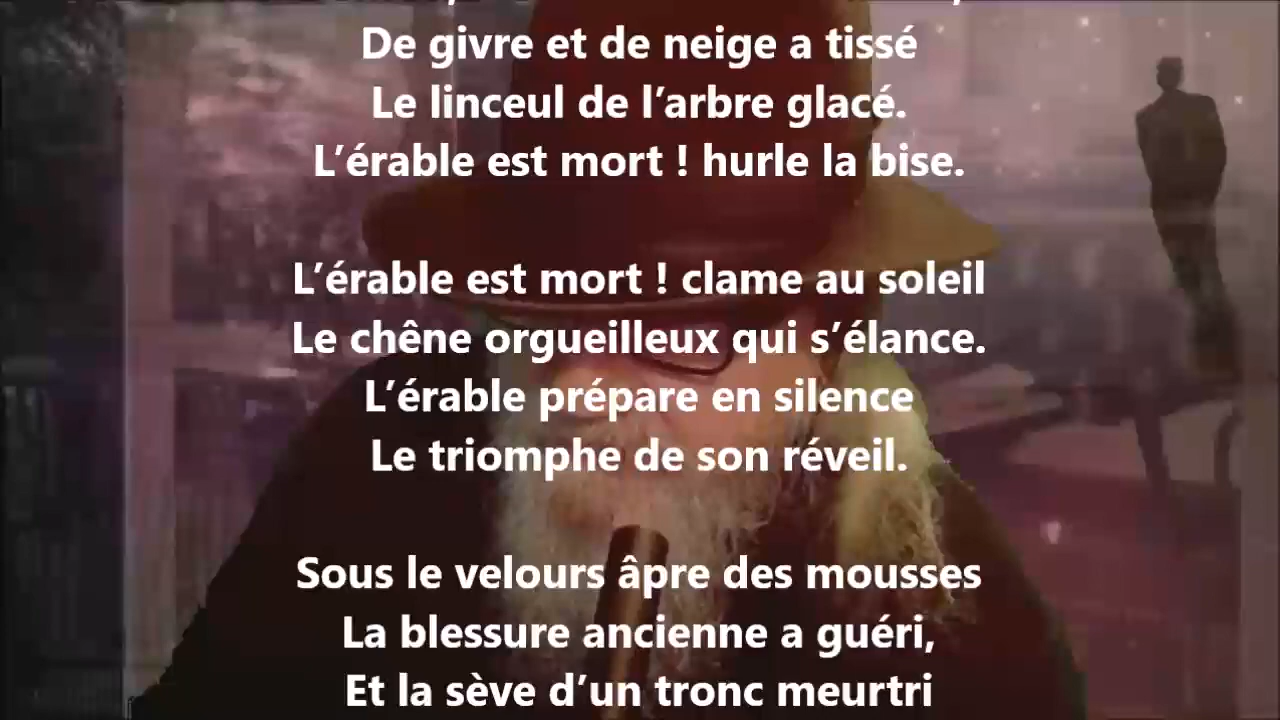 De givre et de neige a tissé
Le linceul de l’arbre glacé.
L’érable est mort ! hurle la bise.
L’érable est mort ! clame au soleil
Le chêne orgueilleux qui s’élance.
L’érable prépare en silence
Le triomphe de son réveil.
Sous le velours âpre des mousses
La blessure ancienne a guéri,
Et la sève d’un tronc meurtri